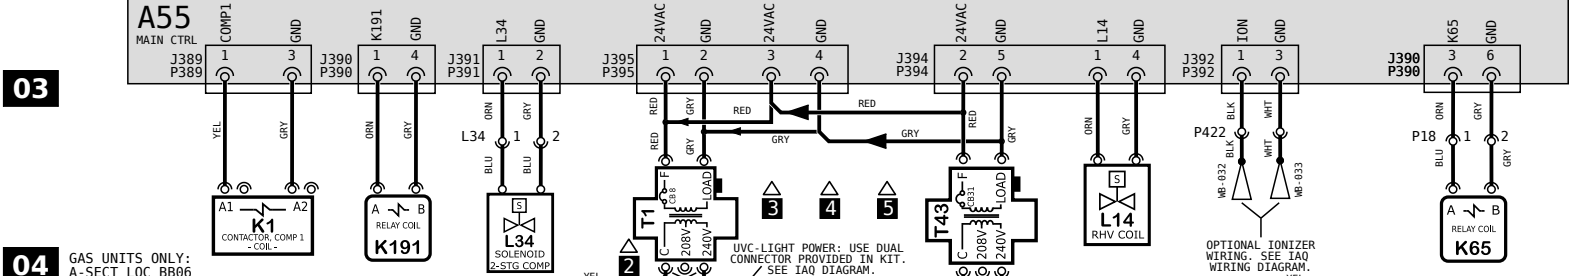 A55
MAIN CTRL
COMP1
GND
K191
GND
L34
GND
24VAC
GND
24VAC
GND
24VAC
GND
L14
GND
ION
GND
K65
GND
J389
P389
1
3
J390
P390
1
4
J391
P391
1
2
J395
P395
1
2
3
4
J394
P394
2
5
1
4
J392
P392
1
3
J390
P390
3
6
03
YEL
GRY
ORN
GRY
ORN
GRY
RED
GRY
RED
RED
RED
GRY
ORN
GRY
BLK
WHT
ORN
GRY
L34
1
2
BLU
BLU
RED
GRY
GRY
GRY
P422
BLK
WHT
P18
1
2
BLU
GRY
WB-032
WB-033
A1
A2
K1
CONTACTOR, COMP 1
- COIL -
A
B
RELAY COIL
K191
S
L34
SOLENOID
2-STG COMP
T1
F
CB8
LOAD
C
208V
240V
2
3
4
5
T43
F
CB31
LOAD
C
208V
240V
S
L14
RHV COIL
OPTIONAL IONIZER
WIRING. SEE IAQ
WIRING DIAGRAM.
A
B
RELAY COIL
K65
UVC-LIGHT POWER: USE DUAL
CONNECTOR PROVIDED IN KIT.
SEE IAQ DIAGRAM.
04
GAS UNITS ONLY:
A-SECT LOC BB06
YEL